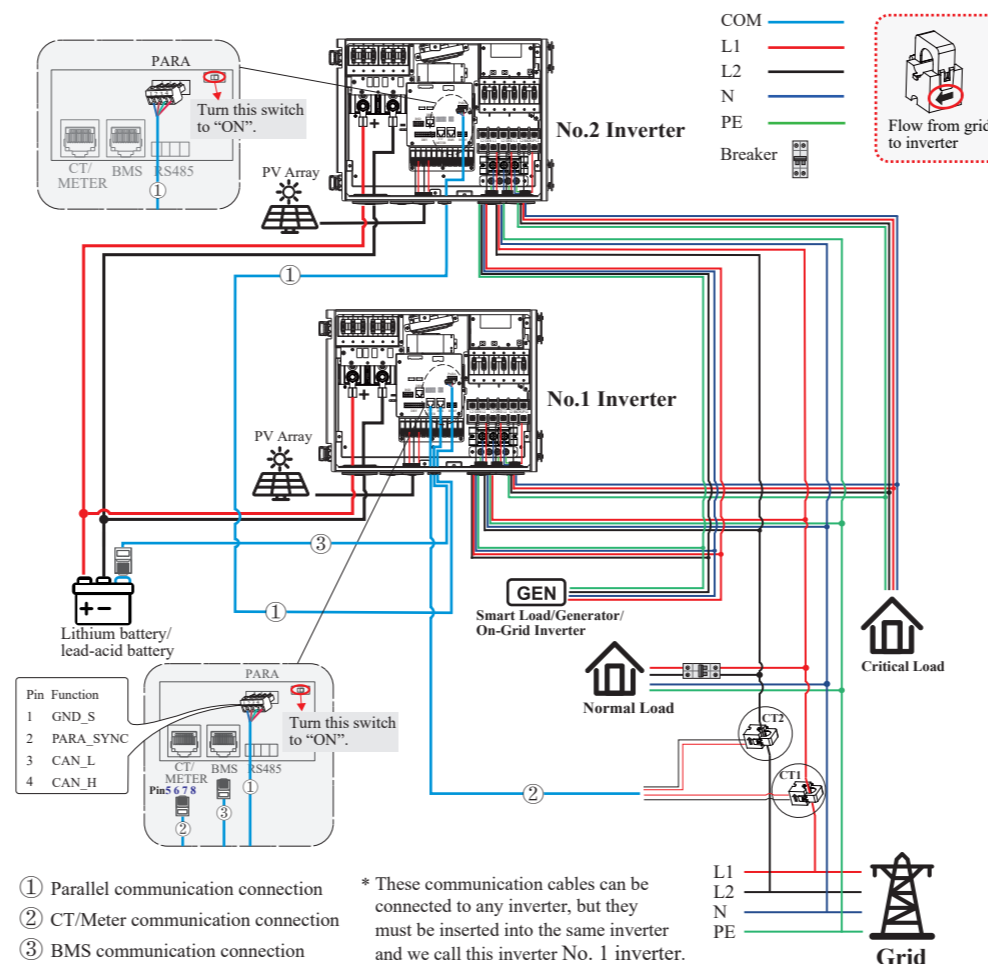 COM
L1
L2
N
PE
Breaker
Flow from grid
to inverter
PARA
Turn this switch
to “ON”.
CT/
METER
BMS
RS485
①
PV Array
+
No.2 Inverter
①
PV Array
+
No.1 Inverter
③
+ -
Lithium battery/
lead-acid battery
①
GEN
Smart Load/Generator/
On-Grid Inverter
Normal Load
Critical Load
CT2
CT1
②
Pin Function
1 GND_S
2 PARA_SYNC
3 CAN_L
4 CAN_H
PARA
Turn this switch
to “ON”.
CT/
METER
BMS
RS485
Pin5 6 7 8
①
②
③
L1
L2
N
PE
Grid
① Parallel communication connection
② CT/Meter communication connection
③ BMS communication connection
* These communication cables can be
connected to any inverter, but they
must be inserted into the same inverter
and we call this inverter No. 1 inverter.